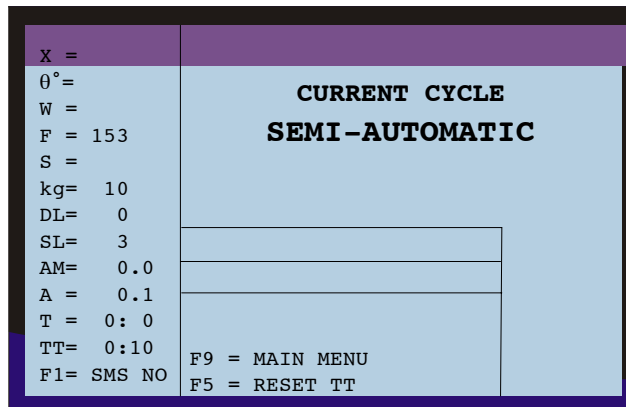 X =
θ°=
W =
F = 153
S =
kg= 10
DL= 0
SL= 3
AM= 0.0
A = 0.1
T = 0: 0
TT= 0:10
F1= SMS NO
CURRENT CYCLE
SEMI-AUTOMATIC
F9 = MAIN MENU
F5 = RESET TT